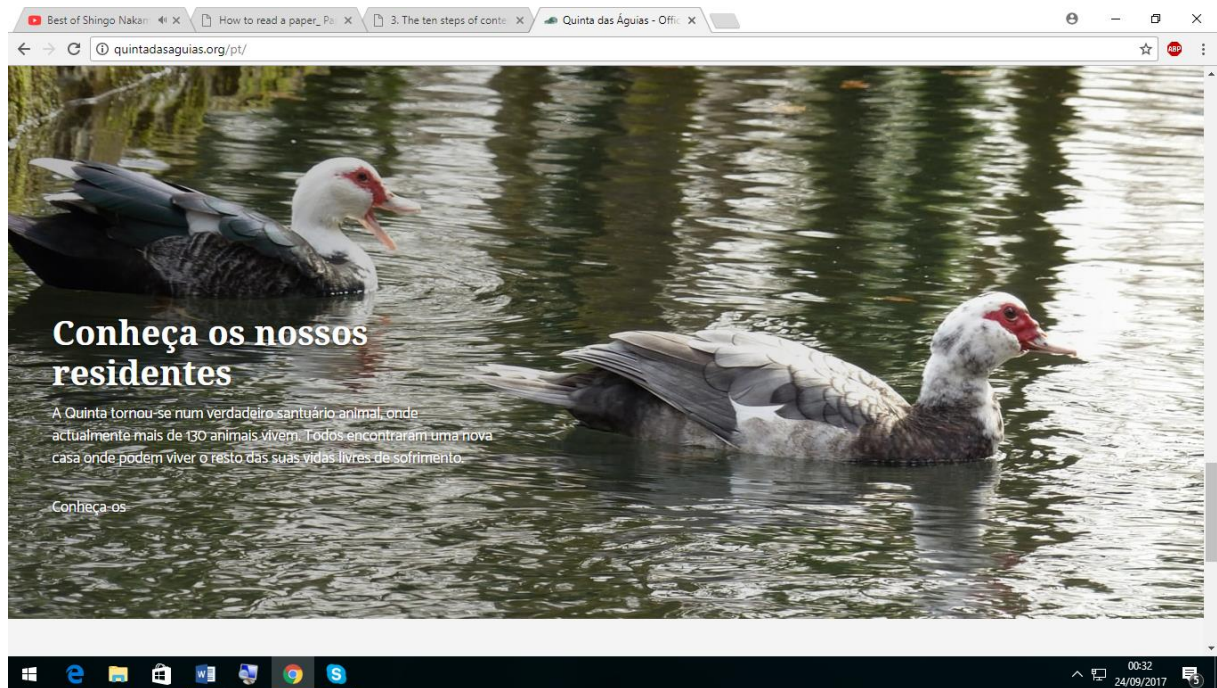 Best of Shingo Nakam
How to read a paper_ Pa
3. The ten steps of conte
Quinta das Águias - Offic
quintadasaguias.org/pt/
ABP
Conheça os nossos
residentes
A Quinta tornou-se num verdadeiro santuário animal, onde
actualmente mais de 130 animais vivem. Todos encontraram uma nova
casa onde podem viver o resto das suas vidas livres de sofrimento.
Conheça-os
00:32
24/09/2017
5